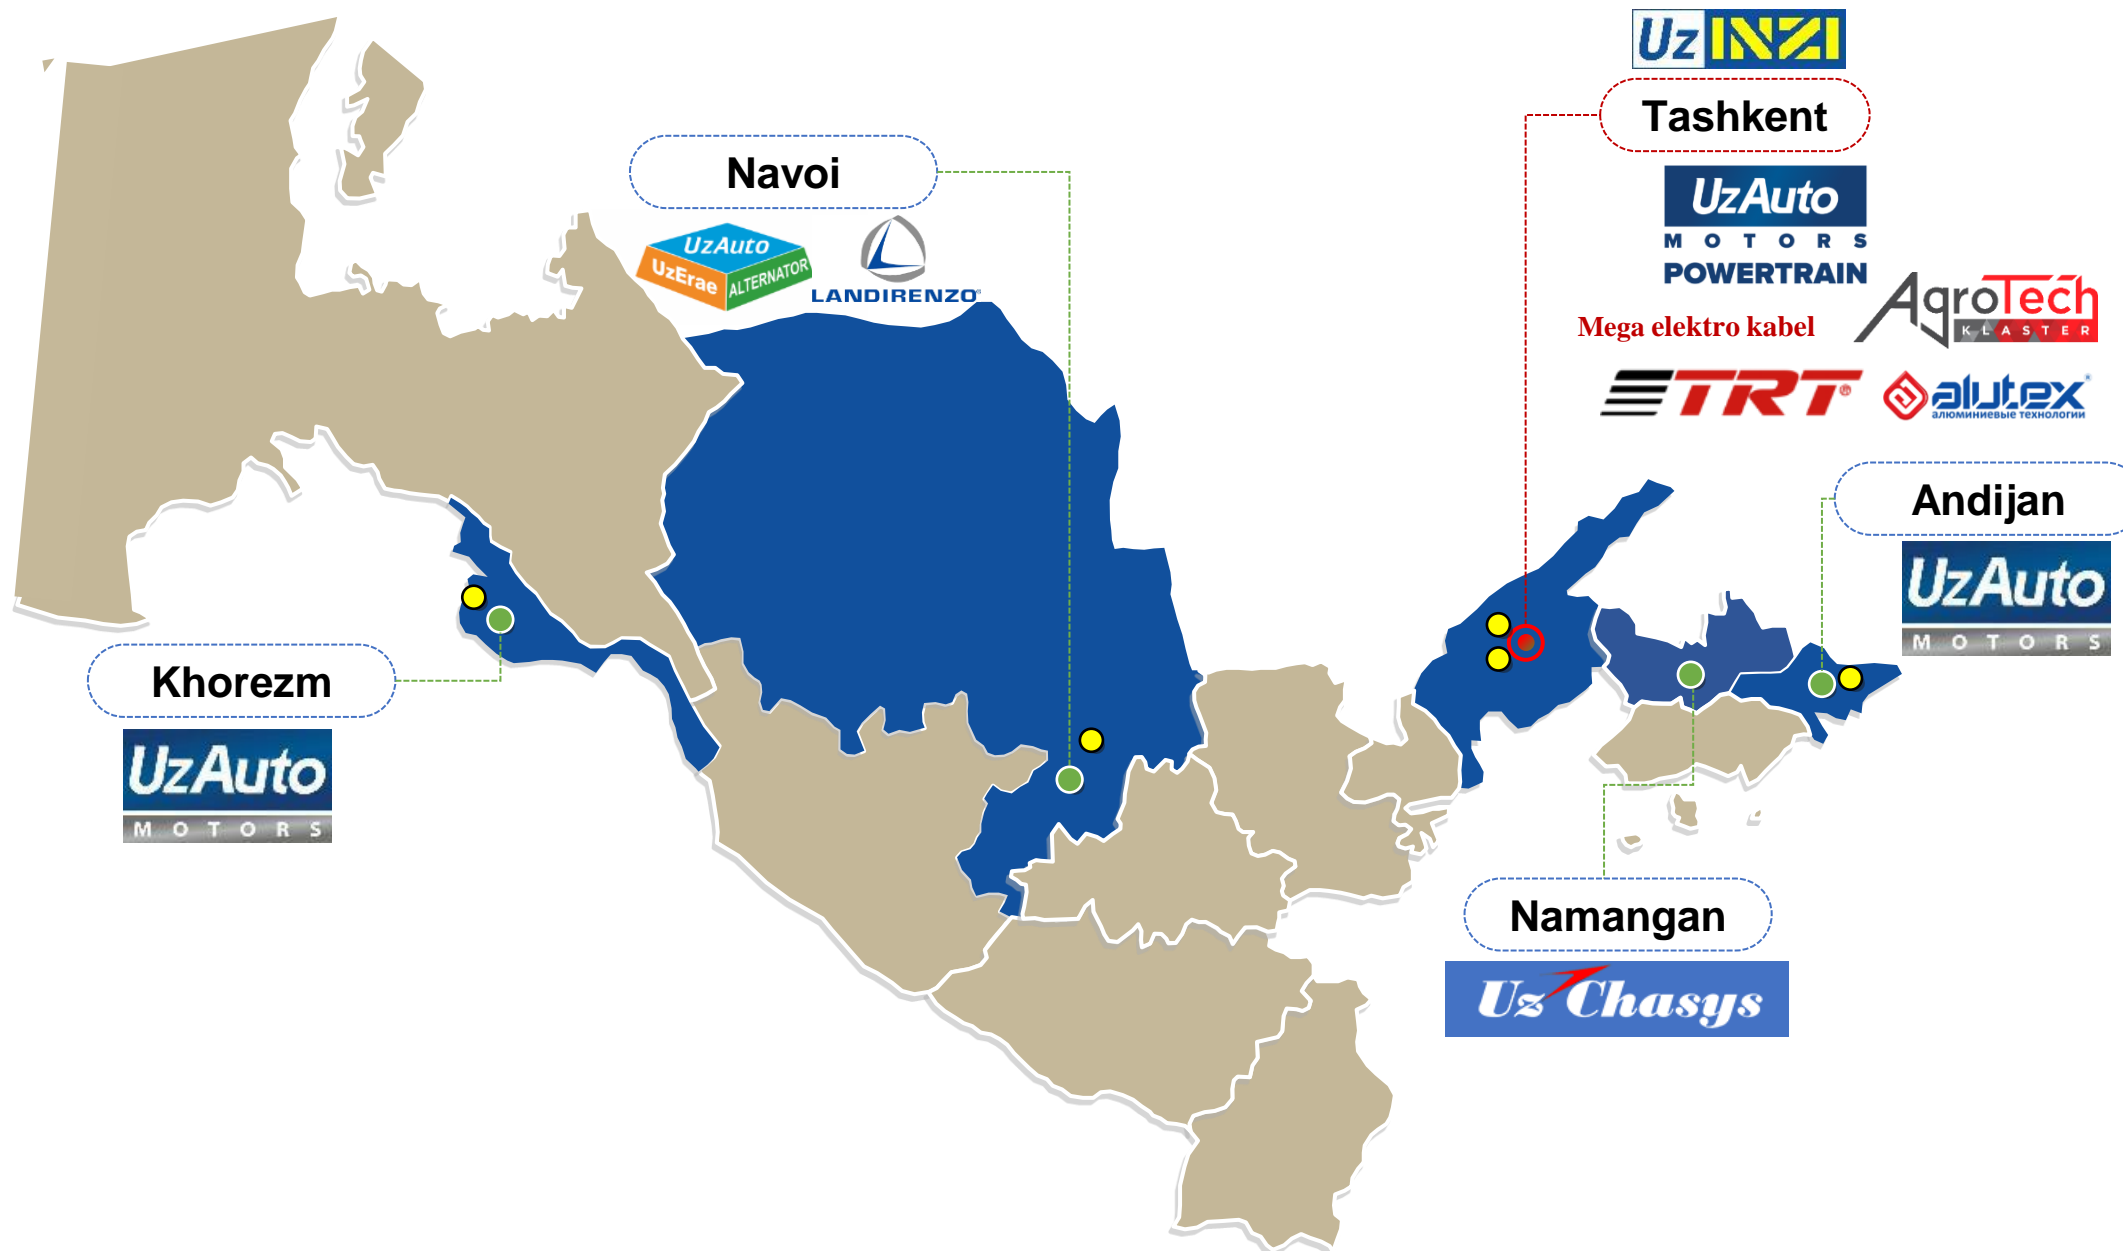 Uz INZI
Tashkent
UzAuto
MOTORS
POWERTRAIN
AgroTech
KLASTER
Mega elektro kabel
TRT®
alutex®
алюминиевые технологии
Navoi
UzAuto
UzErae
ALTERNATOR
LANDIRENZO®
Andijan
UzAuto
MOTORS
Khorezm
UzAuto
MOTORS
Namangan
Uz Chasys